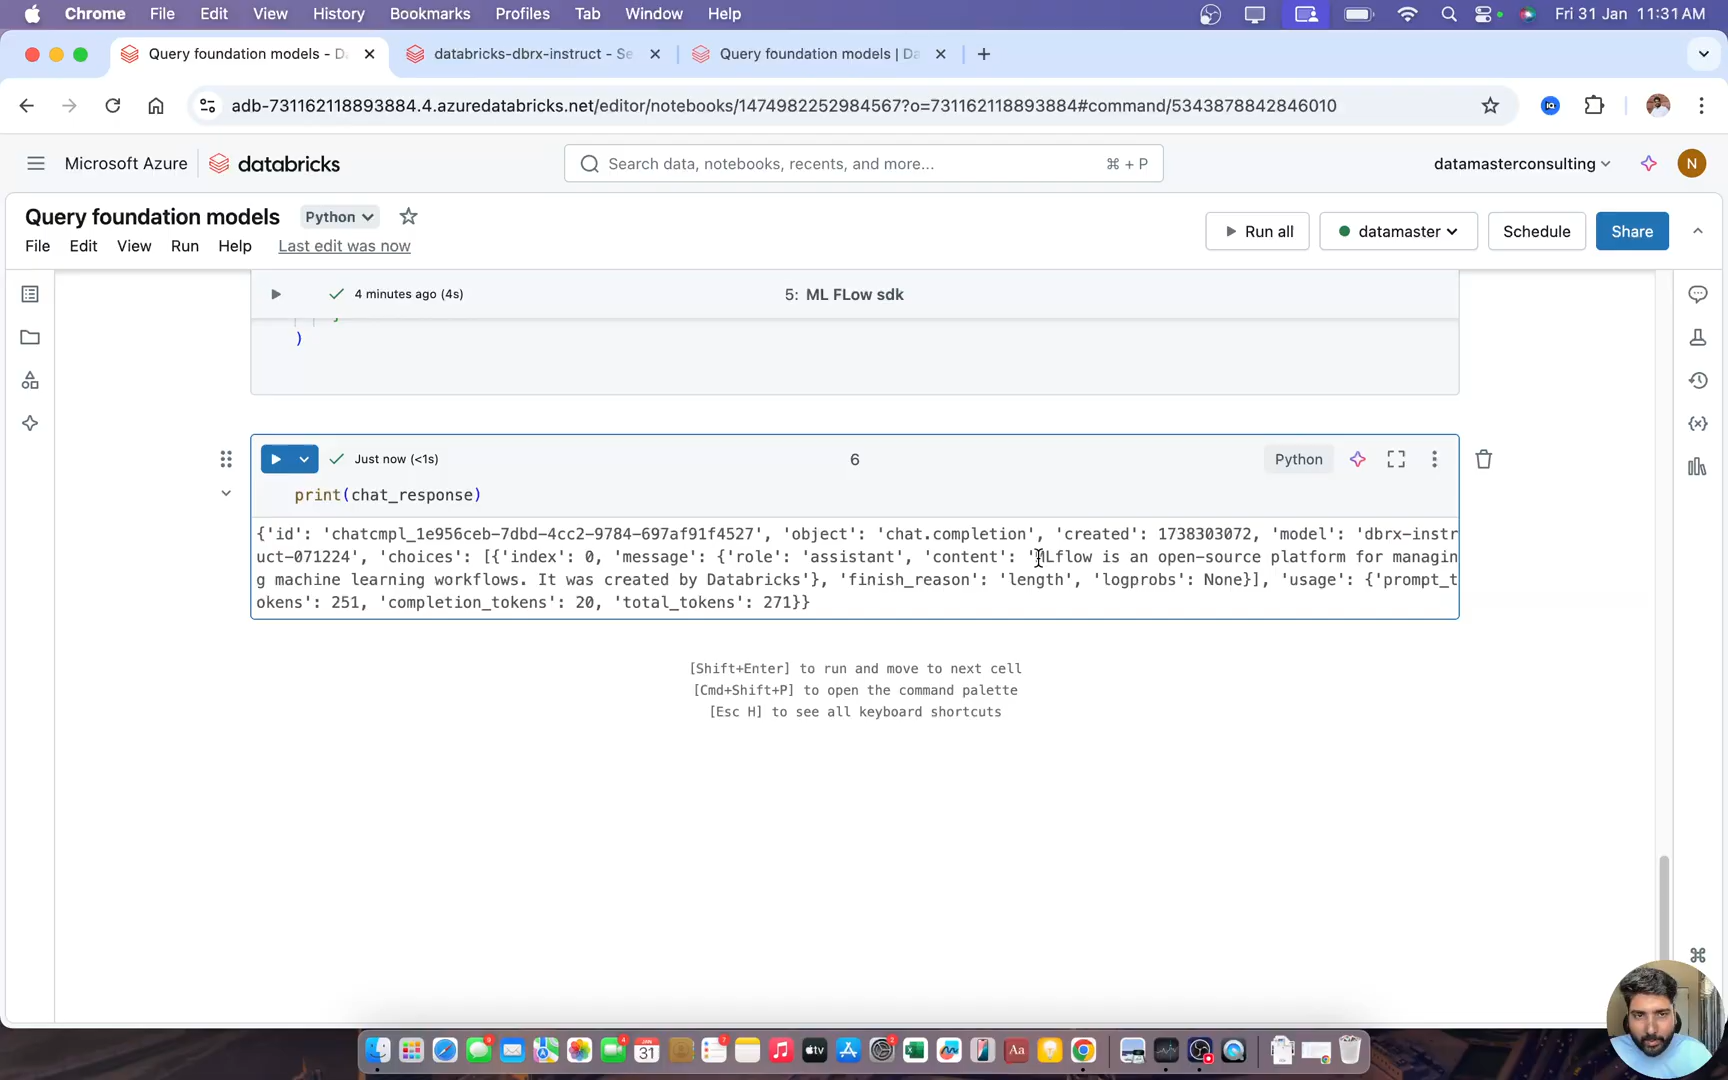 Chrome File Edit View History Bookmarks Profiles Tab Window Help Fri 31 Jan 11:31 AM
Query foundation models - Da databricks-dbrx-instruct - Se Query foundation models | Da
adb-731162118893884.4.azuredatabricks.net/editor/notebooks/1474982252984567?o=731162118893884#command/5343878842846010
Microsoft Azure databricks Search data, notebooks, recents, and more... ⌘ + P datamasterconsulting N
Query foundation models Python
Run all datamaster Schedule Share
File Edit View Run Help Last edit was now
4 minutes ago (4s) 5: ML FLow sdk
)
Just now (<1s) 6 Python
print(chat_response)
{'id': 'chatcmpl_1e956ceb-7dbd-4cc2-9784-697af91f4527', 'object': 'chat.completion', 'created': 1738303072, 'model': 'dbrx-instr
uct-071224', 'choices': [{'index': 0, 'message': {'role': 'assistant', 'content': 'MLflow is an open-source platform for managin
g machine learning workflows. It was created by Databricks'}, 'finish_reason': 'length', 'logprobs': None}], 'usage': {'prompt_t
okens': 251, 'completion_tokens': 20, 'total_tokens': 271}}
[Shift+Enter] to run and move to next cell
[Cmd+Shift+P] to open the command palette
[Esc H] to see all keyboard shortcuts